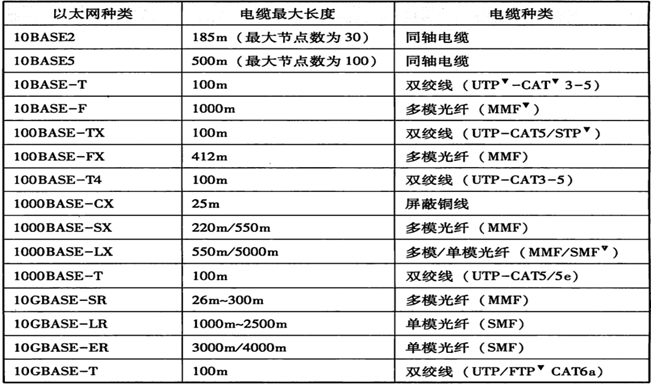 以太网种类 电缆最大长度 电缆种类
10BASE2 185m（最大节点数为30） 同轴电缆
10BASE5 500m（最大节点数为100） 同轴电缆
10BASE-T 100m 双绞线（UTP▼-CAT▼ 3-5）
10BASE-F 1000m 多模光纤（MMF▼）
100BASE-TX 100m 双绞线（UTP-CAT5/STP▼）
100BASE-FX 412m 多模光纤（MMF）
100BASE-T4 100m 双绞线（UTP-CAT3-5）
1000BASE-CX 25m 屏蔽铜线
1000BASE-SX 220m/550m 多模光纤（MMF）
1000BASE-LX 550m/5000m 多模/单模光纤（MMF/SMF▼）
1000BASE-T 100m 双绞线（UTP-CAT5/5e）
10GBASE-SR 26m~300m 多模光纤（MMF）
10GBASE-LR 1000m~2500m 单模光纤（SMF）
10GBASE-ER 3000m/4000m 单模光纤（SMF）
10GBASE-T 100m 双绞线（UTP/FTP▼ CAT6a）